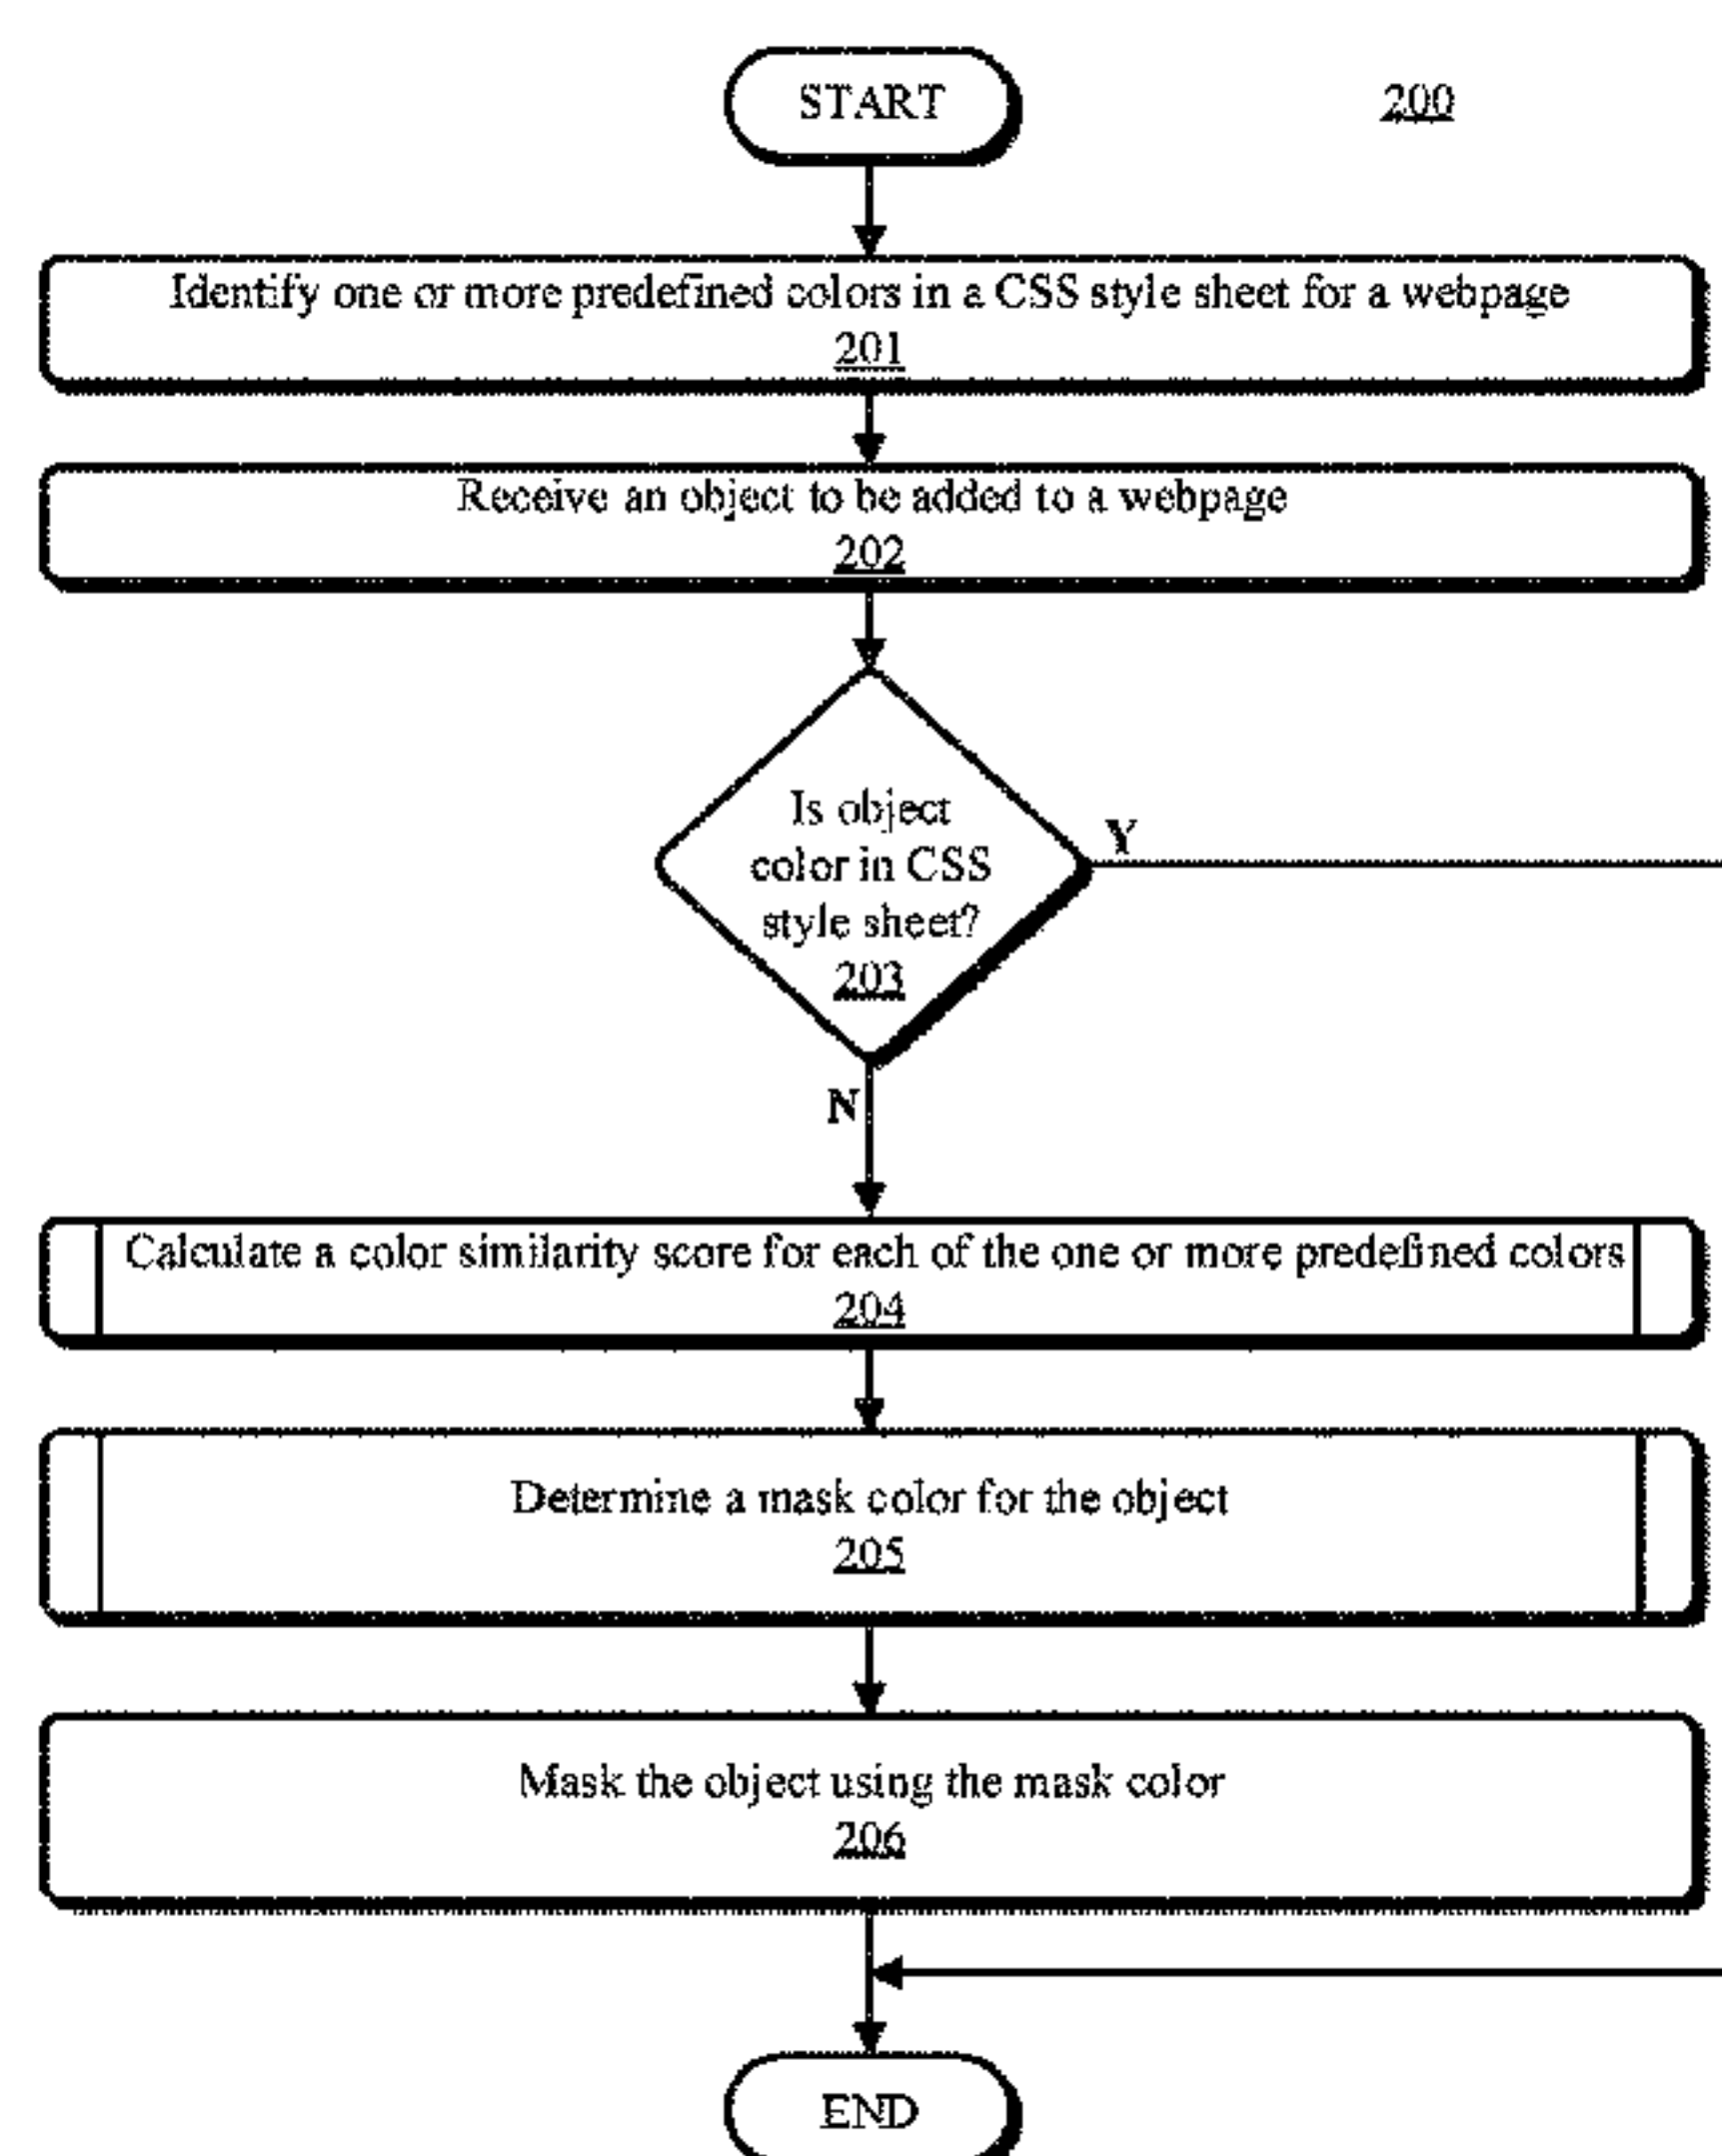 START
200
Identify one or more predefined colors in a CSS style sheet for a webpage
201
Receive an object to be added to a webpage
202
Is object
color in CSS
style sheet?
203
Y
N
Calculate a color similarity score for each of the one or more predefined colors
204
Determine a mask color for the object
205
Mask the object using the mask color
206
END